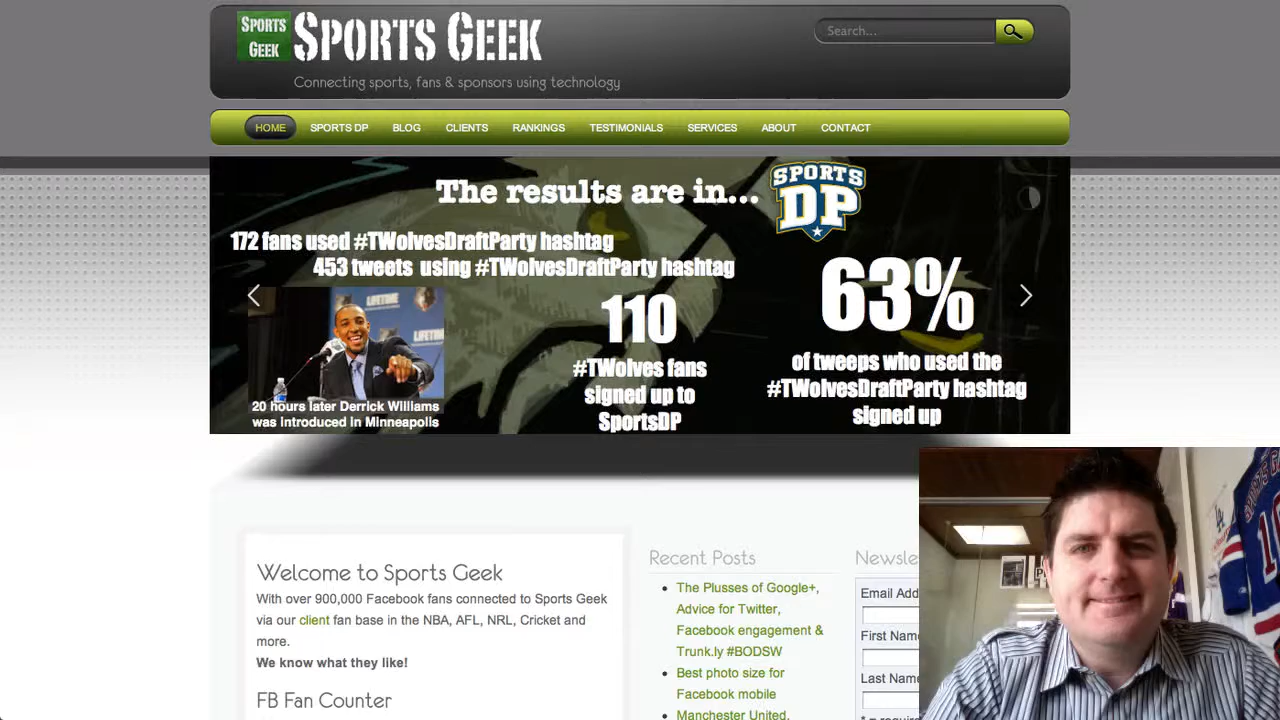 SPORTS
GEEK
SPORTS GEEK
Connecting sports, fans & sponsors using technology
Search...
HOME
SPORTS DP
BLOG
CLIENTS
RANKINGS
TESTIMONIALS
SERVICES
ABOUT
CONTACT
The results are in...
SPORTS
DP
172 fans used #TWolvesDraftParty hashtag
453 tweets using #TWolvesDraftParty hashtag
LIFETIME
20 hours later Derrick Williams
was introduced in Minneapolis
110
#TWolves fans
signed up to
SportsDP
63%
of tweeps who used the
#TWolvesDraftParty hashtag
signed up
Welcome to Sports Geek
With over 900,000 Facebook fans connected to Sports Geek
via our client fan base in the NBA, AFL, NRL, Cricket and
more.
We know what they like!
FB Fan Counter
Recent Posts
The Plusses of Google+,
Advice for Twitter,
Facebook engagement &
Trunk.ly #BODSW
Best photo size for
Facebook mobile
Manchester United,
Newsle
Email Add
First Name
Last Name